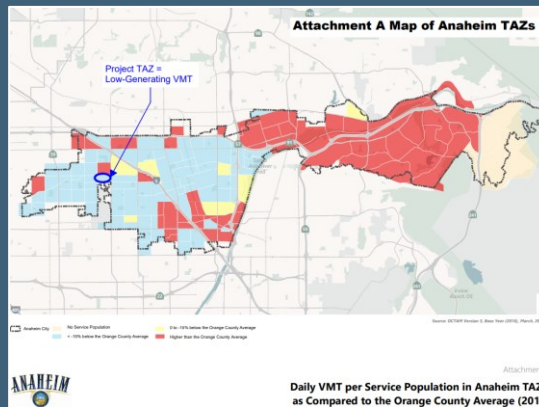 Attachment A Map of Anaheim TAZs
Project TAZ =
Low-Generating VMT
Anaheim City
No Service Population
0 to -15% below the Orange County Average
< -15% below the Orange County Average
Higher than the Orange County Average
Attachment
ANAHEIM
Daily VMT per Service Population in Anaheim TAZ
as Compared to the Orange County Average (201